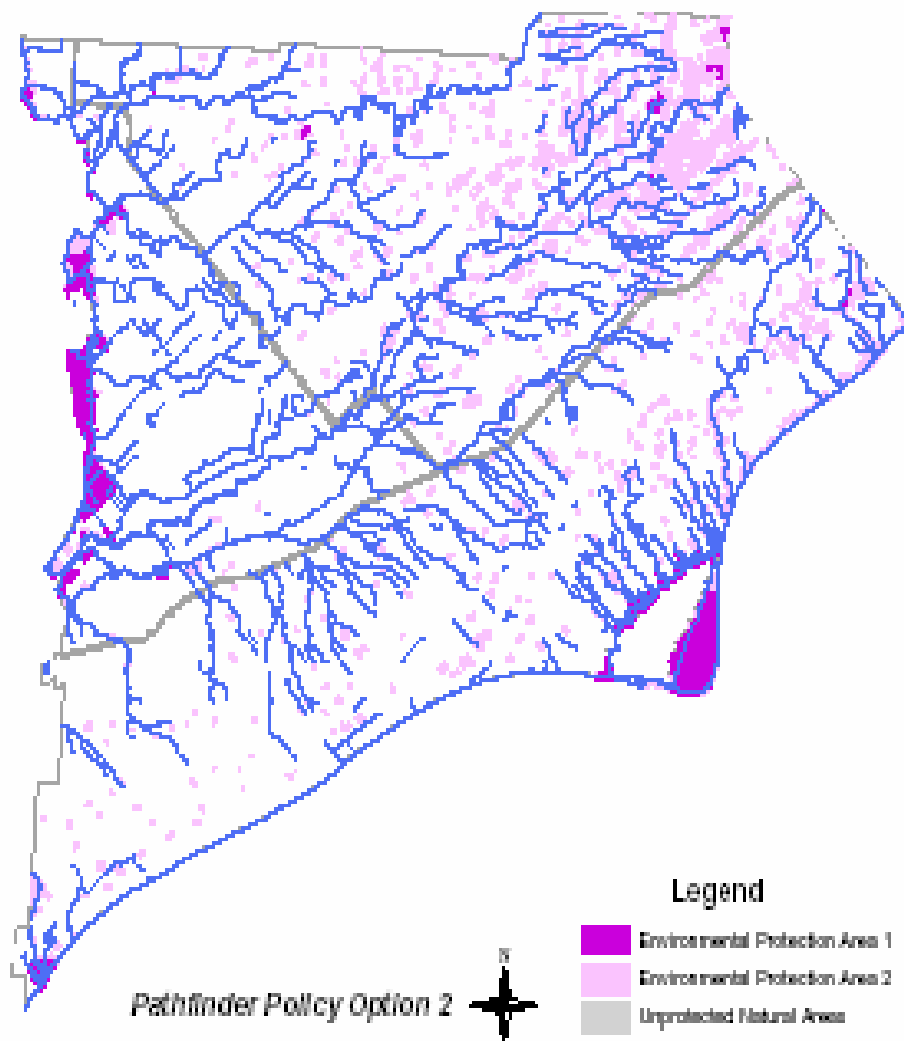 Legend
Environmental Protection Area 1
Environmental Protection Area 2
Unprotected Natural Areas
N
Pathfinder Policy Option 2